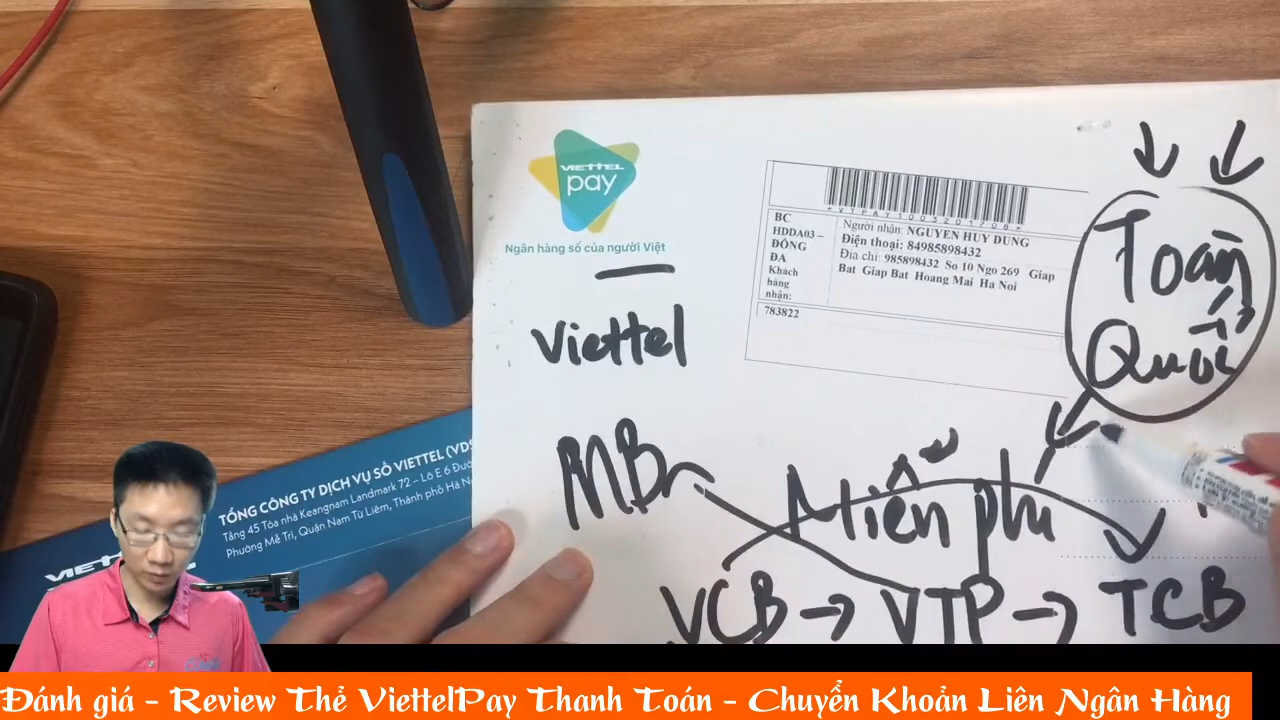 VIETTEL
pay
Ngân hàng số của người Việt
*VTPAY1003201708*
BC
HDDA03 –
ĐỐNG
ĐA
Khách
hàng
nhận:
783822
Người nhận: NGUYEN HUY DUNG
Điện thoại: 84985898432
Địa chỉ: 985898432 So 10 Ngo 269 Giap
Bat Giap Bat Hoang Mai Ha Noi
Toàn
Quốc
Viettel
MB
Miễn phí
VCB → VTP → TCB
TỔNG CÔNG TY DỊCH VỤ SỐ VIETTEL (VDS
Tầng 45 Tòa nhà Keangnam Landmark 72 – Lô E 6 Đư
Phường Mễ Trì, Quận Nam Từ Liêm, Thành phố Hà N
Đánh giá - Review Thẻ ViettelPay Thanh Toán - Chuyển Khoản Liên Ngân Hàng